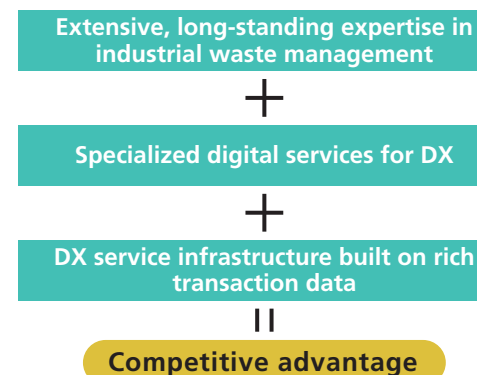 Extensive, long-standing expertise in
industrial waste management
+
Specialized digital services for DX
+
DX service infrastructure built on rich
transaction data
=
Competitive advantage